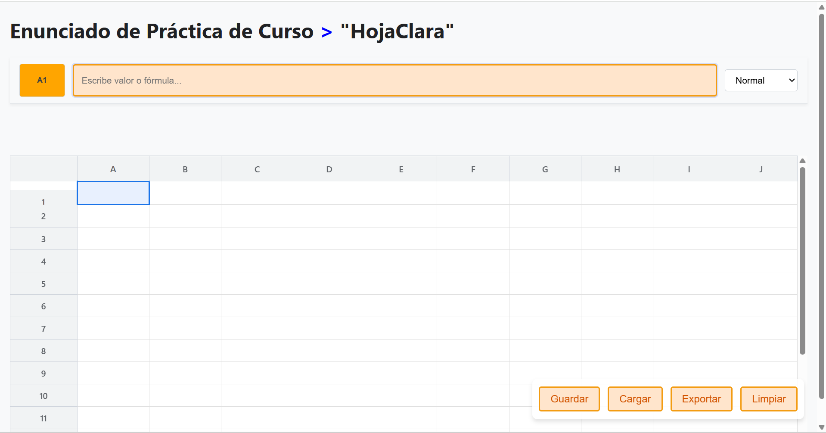 Enunciado de Práctica de Curso > "HojaClara"
A1 Escribe valor o fórmula... Normal
A B C D E F G H I J
1
2
3
4
5
6
7
8
9
10
11
Guardar Cargar Exportar Limpiar